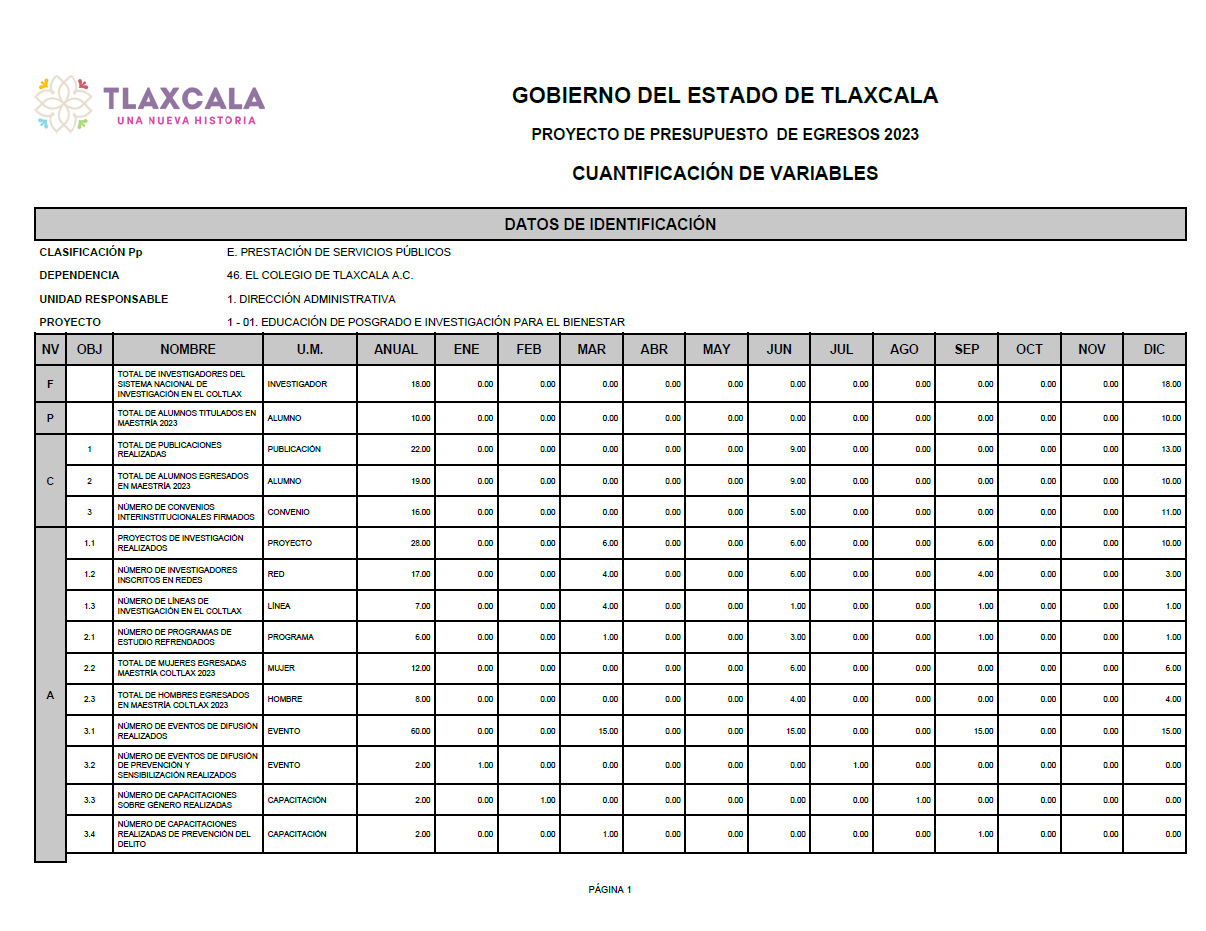 TLAXCALA
UNA NUEVA HISTORIA
GOBIERNO DEL ESTADO DE TLAXCALA
PROYECTO DE PRESUPUESTO DE EGRESOS 2023
CUANTIFICACIÓN DE VARIABLES
DATOS DE IDENTIFICACIÓN
CLASIFICACIÓN Pp E. PRESTACIÓN DE SERVICIOS PÚBLICOS
DEPENDENCIA 46. EL COLEGIO DE TLAXCALA A.C.
UNIDAD RESPONSABLE 1. DIRECCIÓN ADMINISTRATIVA
PROYECTO 1 - 01. EDUCACIÓN DE POSGRADO E INVESTIGACIÓN PARA EL BIENESTAR
NV OBJ NOMBRE U.M. ANUAL ENE FEB MAR ABR MAY JUN JUL AGO SEP OCT NOV DIC
TOTAL DE INVESTIGADORES DEL
F SISTEMA NACIONAL DE INVESTIGADOR 18.00 0.00 0.00 0.00 0.00 0.00 0.00 0.00 0.00 0.00 0.00 0.00 18.00
INVESTIGACIÓN EN EL COLTLAX
P TOTAL DE ALUMNOS TITULADOS EN ALUMNO 10.00 0.00 0.00 0.00 0.00 0.00 0.00 0.00 0.00 0.00 0.00 0.00 10.00
MAESTRÍA 2023
1 TOTAL DE PUBLICACIONES PUBLICACIÓN 22.00 0.00 0.00 0.00 0.00 0.00 9.00 0.00 0.00 0.00 0.00 0.00 13.00
REALIZADAS
C 2 TOTAL DE ALUMNOS EGRESADOS ALUMNO 19.00 0.00 0.00 0.00 0.00 0.00 9.00 0.00 0.00 0.00 0.00 0.00 10.00
EN MAESTRÍA 2023
3 NÚMERO DE CONVENIOS CONVENIO 16.00 0.00 0.00 0.00 0.00 0.00 5.00 0.00 0.00 0.00 0.00 0.00 11.00
INTERINSTITUCIONALES FIRMADOS
1.1 PROYECTOS DE INVESTIGACIÓN PROYECTO 28.00 0.00 0.00 6.00 0.00 0.00 6.00 0.00 0.00 6.00 0.00 0.00 10.00
REALIZADOS
1.2 NÚMERO DE INVESTIGADORES RED 17.00 0.00 0.00 4.00 0.00 0.00 6.00 0.00 0.00 4.00 0.00 0.00 3.00
INSCRITOS EN REDES
1.3 NÚMERO DE LÍNEAS DE LÍNEA 7.00 0.00 0.00 4.00 0.00 0.00 1.00 0.00 0.00 1.00 0.00 0.00 1.00
INVESTIGACIÓN EN EL COLTLAX
2.1 NÚMERO DE PROGRAMAS DE PROGRAMA 6.00 0.00 0.00 1.00 0.00 0.00 3.00 0.00 0.00 1.00 0.00 0.00 1.00
ESTUDIO REFRENDADOS
2.2 TOTAL DE MUJERES EGRESADAS MUJER 12.00 0.00 0.00 0.00 0.00 0.00 6.00 0.00 0.00 0.00 0.00 0.00 6.00
MAESTRÍA COLTLAX 2023
A 2.3 TOTAL DE HOMBRES EGRESADOS HOMBRE 8.00 0.00 0.00 0.00 0.00 0.00 4.00 0.00 0.00 0.00 0.00 0.00 4.00
EN MAESTRÍA COLTLAX 2023
3.1 NÚMERO DE EVENTOS DE DIFUSIÓN EVENTO 60.00 0.00 0.00 15.00 0.00 0.00 15.00 0.00 0.00 15.00 0.00 0.00 15.00
REALIZADOS
NÚMERO DE EVENTOS DE DIFUSIÓN
3.2 DE PREVENCIÓN Y EVENTO 2.00 1.00 0.00 0.00 0.00 0.00 0.00 1.00 0.00 0.00 0.00 0.00 0.00
SENSIBILIZACIÓN REALIZADOS
3.3 NÚMERO DE CAPACITACIONES CAPACITACIÓN 2.00 0.00 1.00 0.00 0.00 0.00 0.00 0.00 1.00 0.00 0.00 0.00 0.00
SOBRE GÉNERO REALIZADAS
NÚMERO DE CAPACITACIONES
3.4 REALIZADAS DE PREVENCIÓN DEL CAPACITACIÓN 2.00 0.00 0.00 1.00 0.00 0.00 0.00 0.00 0.00 1.00 0.00 0.00 0.00
DELITO
PÁGINA 1